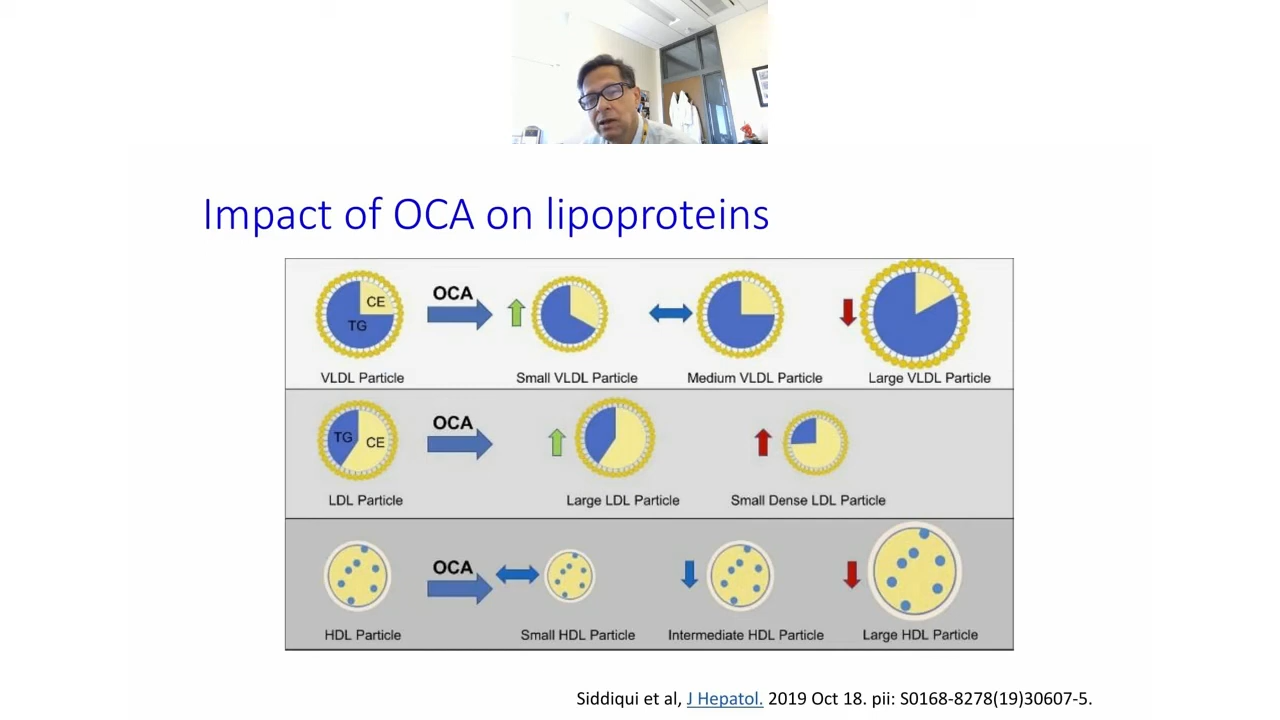 Impact of OCA on lipoproteins
CE
TG
OCA
VLDL Particle
Small VLDL Particle
Medium VLDL Particle
Large VLDL Particle
TG
CE
OCA
LDL Particle
Large LDL Particle
Small Dense LDL Particle
OCA
HDL Particle
Small HDL Particle
Intermediate HDL Particle
Large HDL Particle
Siddiqui et al, J Hepatol. 2019 Oct 18. pii: S0168-8278(19)30607-5.